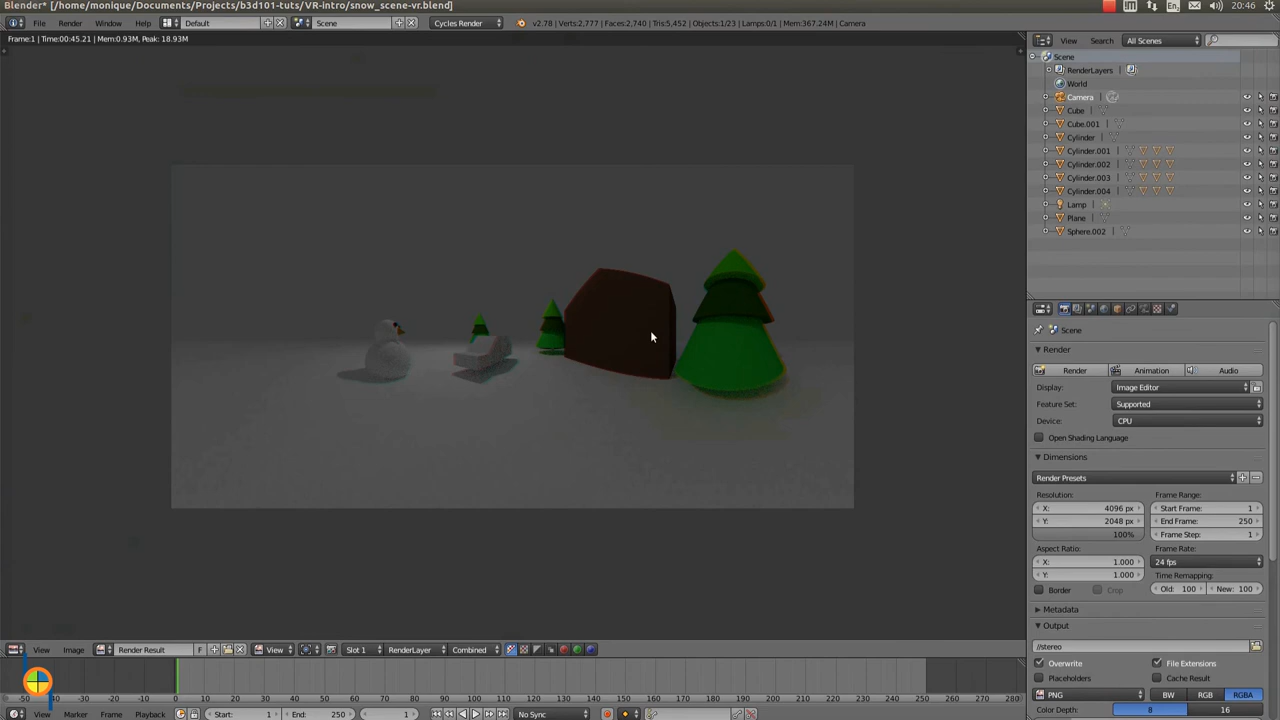 Blender* [/home/monique/Documents/Projects/b3d101-tuts/VR-intro/snow_scene-vr.blend]
En 20:46
File Render Window Help Default Scene Cycles Render v2.78 | Verts:2,777 | Faces:2,740 | Tris:5,452 | Objects:1/23 | Lamps:0/1 | Mem:367.24M | Camera
Frame:1 | Time:00:45.21 | Mem:0.93M, Peak: 18.93M
View Search All Scenes
Scene
RenderLayers
World
Camera
Cube
Cube.001
Cylinder
Cylinder.001
Cylinder.002
Cylinder.003
Cylinder.004
Lamp
Plane
Sphere.002
Scene
Render
Render Animation Audio
Display: Image Editor
Feature Set: Supported
Device: CPU
Open Shading Language
Dimensions
Render Presets
Resolution: Frame Range:
X: 4096 px Start Frame: 1
Y: 2048 px End Frame: 250
100% Frame Step: 1
Aspect Ratio: Frame Rate:
X: 1.000 24 fps
Y: 1.000 Time Remapping:
Border Crop Old: 100 New: 100
Metadata
Output
//stereo
Overwrite File Extensions
Placeholders Cache Result
PNG BW RGB RGBA
Color Depth: 8 16
View Image Render Result F View Slot 1 RenderLayer Combined
-50 -40 -30 -20 -10 0 10 20 30 40 50 60 70 80 90 100 110 120 130 140 150 160 170 180 190 200 210 220 230 240 250 260 270 280
View Marker Frame Playback Start: 1 End: 250 1 No Sync